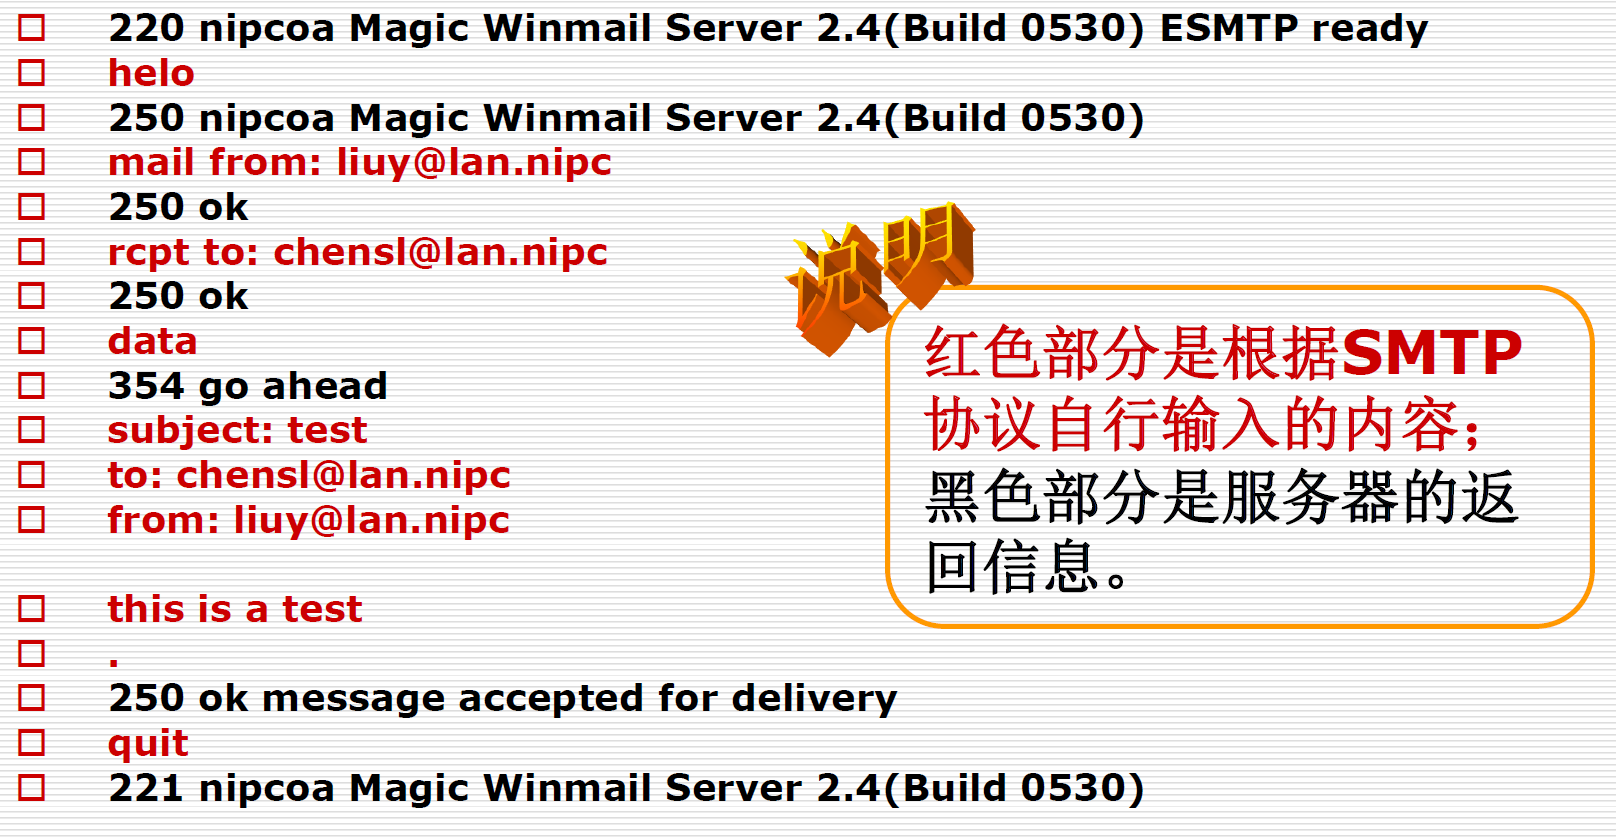 220 nipcoa Magic Winmail Server 2.4(Build 0530) ESMTP ready
helo
250 nipcoa Magic Winmail Server 2.4(Build 0530)
mail from: liuy@lan.nipc
250 ok
rcpt to: chensl@lan.nipc
250 ok
data
354 go ahead
subject: test
to: chensl@lan.nipc
from: liuy@lan.nipc
this is a test
.
250 ok message accepted for delivery
quit
221 nipcoa Magic Winmail Server 2.4(Build 0530)
说明
红色部分是根据SMTP
协议自行输入的内容；
黑色部分是服务器的返
回信息。